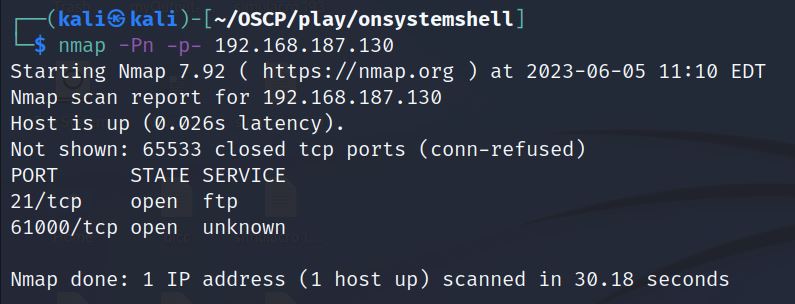 ┌──(kali㉿kali)-[~/OSCP/play/onsystemshell]
└─$ nmap -Pn -p- 192.168.187.130
Starting Nmap 7.92 ( https://nmap.org ) at 2023-06-05 11:10 EDT
Nmap scan report for 192.168.187.130
Host is up (0.026s latency).
Not shown: 65533 closed tcp ports (conn-refused)
PORT      STATE SERVICE
21/tcp    open  ftp
61000/tcp open  unknown

Nmap done: 1 IP address (1 host up) scanned in 30.18 seconds